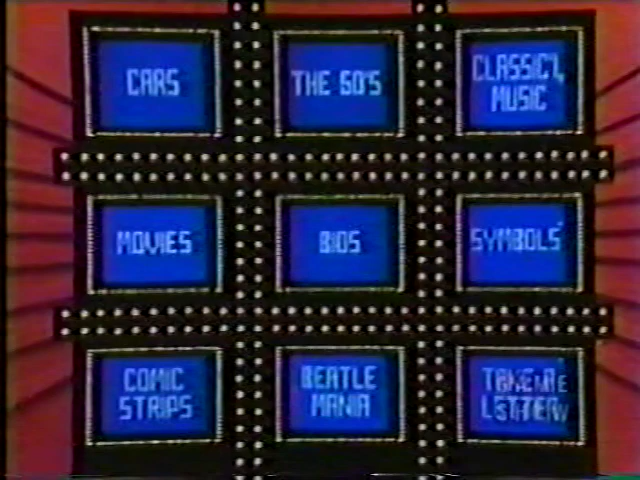 CARS
THE 60'S
CLASSIC'L
MUSIC
MOVIES
BIOS
SYMBOLS
COMIC
STRIPS
BEATLE
MANIA